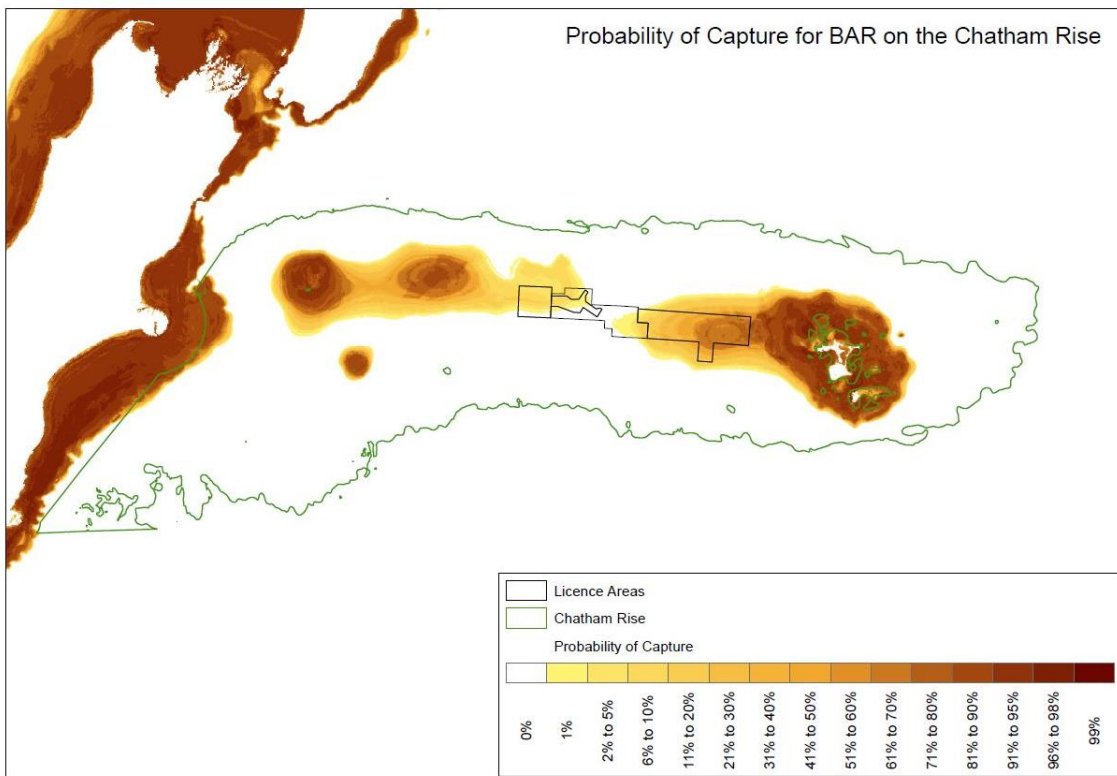 Probability of Capture for BAR on the Chatham Rise
Licence Areas
Chatham Rise
Probability of Capture
0%
1%
2% to 5%
6% to 10%
11% to 20%
21% to 30%
31% to 40%
41% to 50%
51% to 60%
61% to 70%
71% to 80%
81% to 90%
91% to 95%
96% to 98%
99%